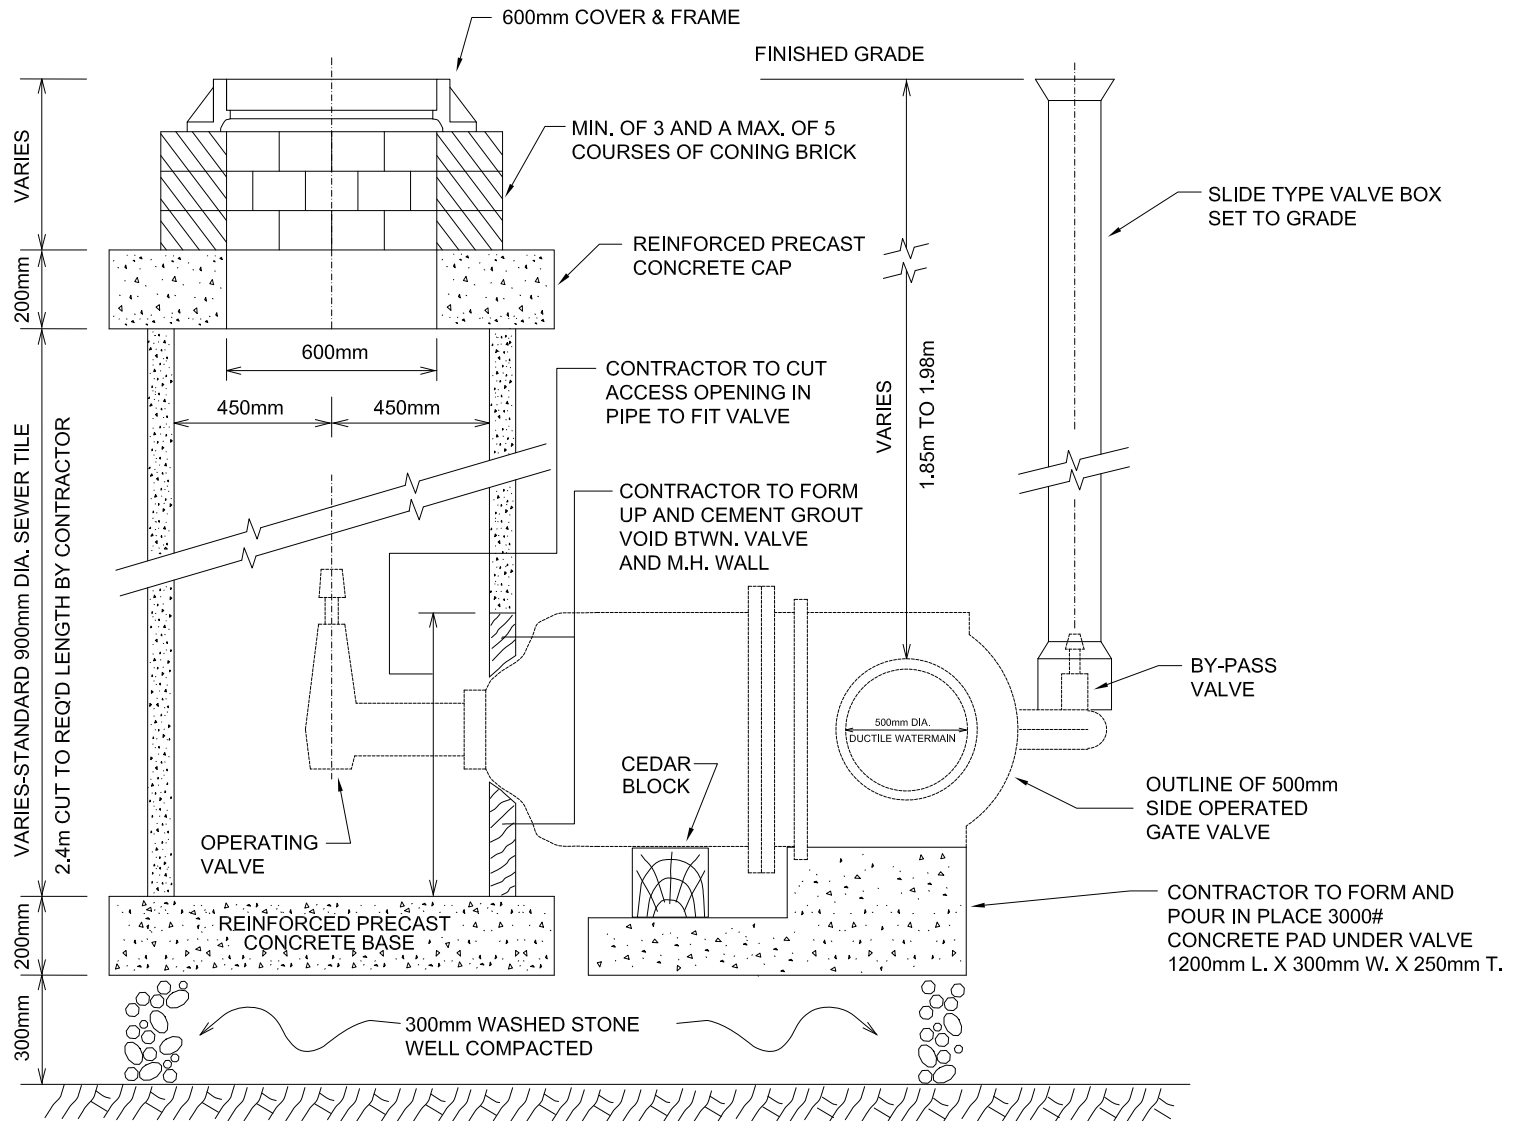 600mm COVER & FRAME
FINISHED GRADE
MIN. OF 3 AND A MAX. OF 5
COURSES OF CONING BRICK
VARIES
SLIDE TYPE VALVE BOX
SET TO GRADE
REINFORCED PRECAST
CONCRETE CAP
200mm
600mm
CONTRACTOR TO CUT
ACCESS OPENING IN
PIPE TO FIT VALVE
450mm
450mm
VARIES
1.85m TO 1.98m
VARIES-STANDARD 900mm DIA. SEWER TILE
2.4m CUT TO REQ'D LENGTH BY CONTRACTOR
CONTRACTOR TO FORM
UP AND CEMENT GROUT
VOID BTWN. VALVE
AND M.H. WALL
BY-PASS
VALVE
500mm DIA.
DUCTILE WATERMAIN
CEDAR
BLOCK
OUTLINE OF 500mm
SIDE OPERATED
GATE VALVE
OPERATING
VALVE
CONTRACTOR TO FORM AND
POUR IN PLACE 3000#
CONCRETE PAD UNDER VALVE
1200mm L. X 300mm W. X 250mm T.
200mm
REINFORCED PRECAST
CONCRETE BASE
300mm
300mm WASHED STONE
WELL COMPACTED